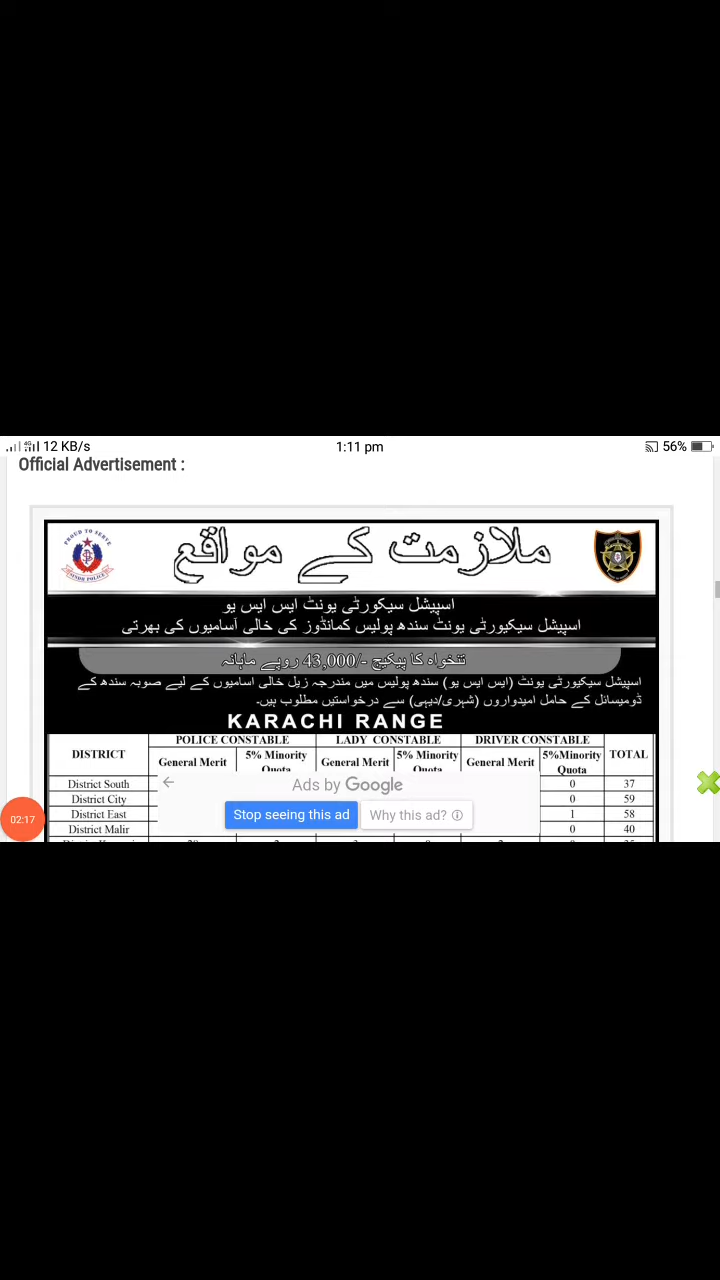 12 KB/s 1:11 pm 56%
Official Advertisement :
PROUD TO SERVE
SINDH POLICE
ملازمت کے مواقع
اسپیشل سیکورٹی یونٹ ایس ایس یو
اسپیشل سیکیورٹی یونٹ سندھ پولیس کمانڈوز کی خالی آسامیوں کی بھرتی
تنخواہ کا پیکیج -/43,000 روپے ماہانہ
اسپیشل سیکیورٹی یونٹ (ایس ایس یو) سندھ پولیس میں مندرجہ زیل خالی اسامیوں کے لیے صوبہ سندھ کے
ڈومیسائل کے حامل امیدواروں (شہری/دیہی) سے درخواستیں مطلوب ہیں۔
KARACHI RANGE
DISTRICT POLICE CONSTABLE LADY CONSTABLE DRIVER CONSTABLE TOTAL
General Merit 5% Minority Quota General Merit 5% Minority Quota General Merit 5%Minority Quota
District South 0 37
District City 0 59
District East 1 58
District Malir 0 40
Ads by Google
Stop seeing this ad Why this ad?
02:17